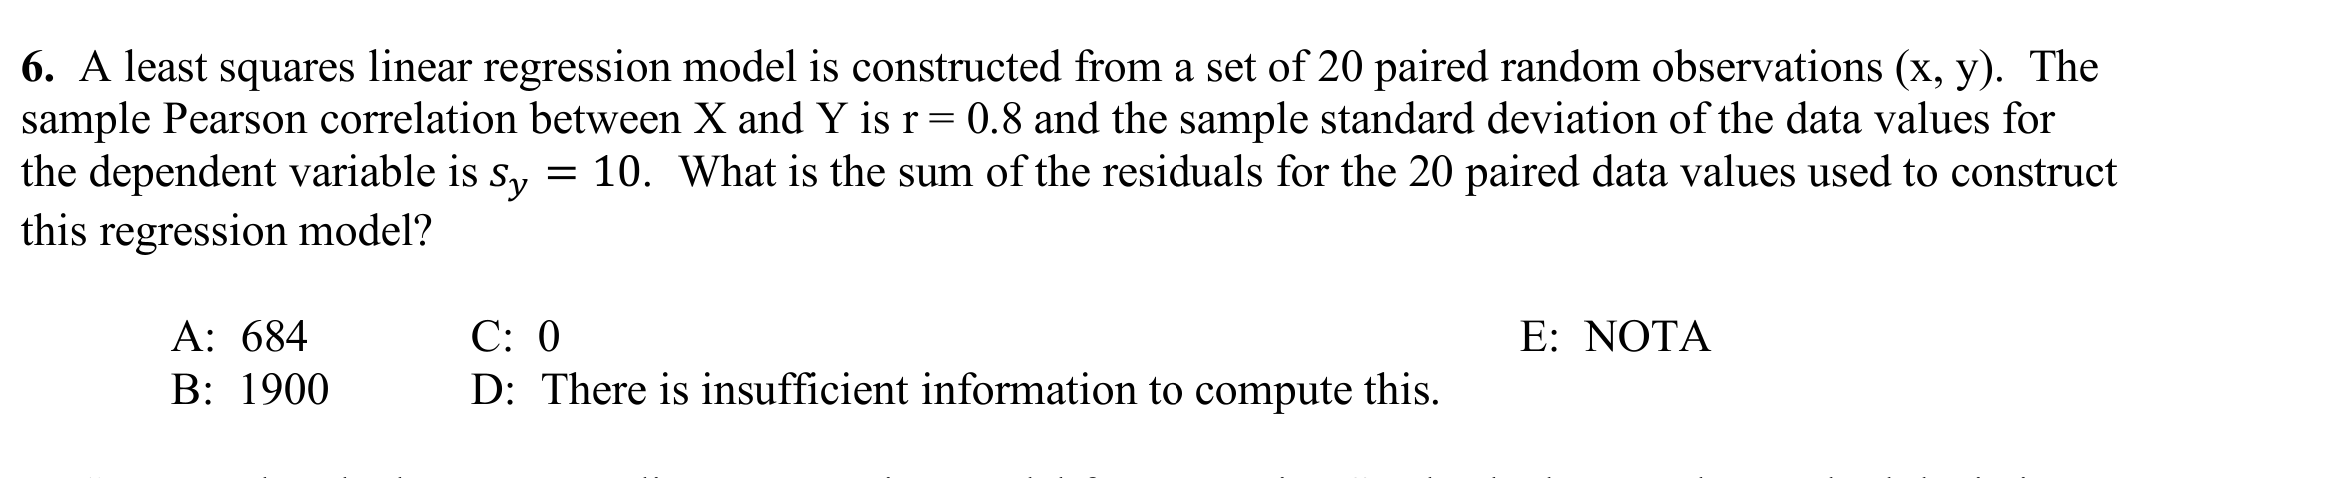 6. A least squares linear regression model is constructed from a set of 20 paired random observations (x, y). The
sample Pearson correlation between X and Y is r = 0.8 and the sample standard deviation of the data values for
the dependent variable is s_y = 10. What is the sum of the residuals for the 20 paired data values used to construct
this regression model?
A: 684 C: 0 E: NOTA
B: 1900 D: There is insufficient information to compute this.